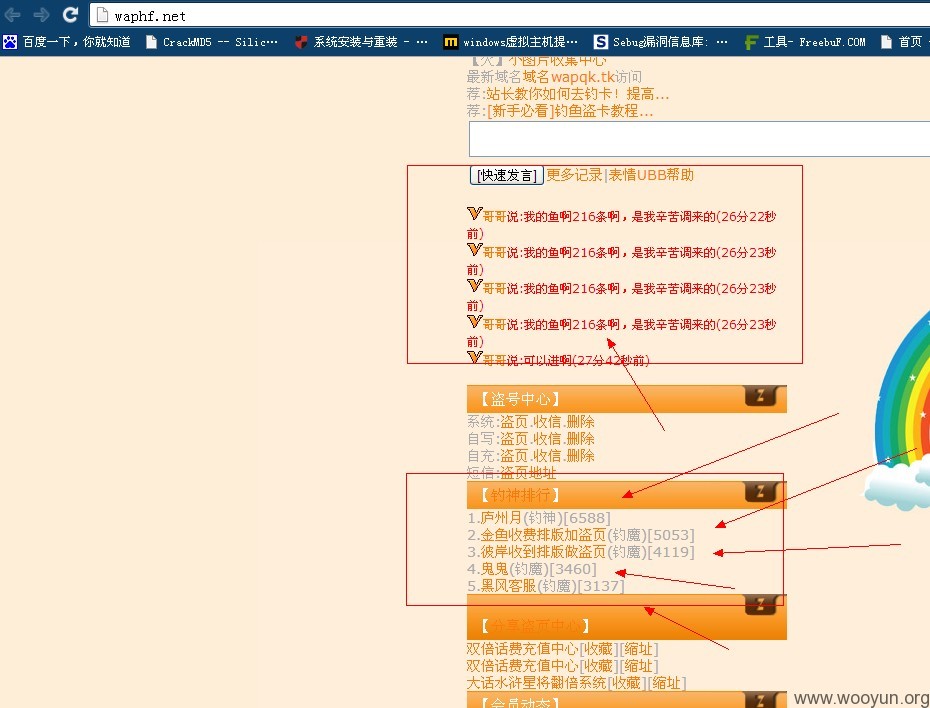 waphf.net
百度一下，你就知道 CrackMD5 -- Silic... 系统安装与重装 - ... windows虚拟主机提... Sebug漏洞信息库: ... 工具- FreebuF.COM 首页
【火】小图片收集中心
最新域名域名wapqk.tk访问
荐:站长教你如何去钓卡！提高...
荐:[新手必看]钓鱼盗卡教程...
[快速发言] 更多记录|表情UBB帮助
哥哥说:我的鱼啊216条啊，是我辛苦调来的(26分22秒
前)
哥哥说:我的鱼啊216条啊，是我辛苦调来的(26分23秒
前)
哥哥说:我的鱼啊216条啊，是我辛苦调来的(26分23秒
前)
哥哥说:我的鱼啊216条啊，是我辛苦调来的(26分23秒
前)
哥哥说:可以进啊(27分42秒前)
【盗号中心】
系统:盗页.收信.删除
自写:盗页.收信.删除
自充:盗页.收信.删除
短信:盗页地址
【钓神排行】
1.庐州月(钓神)[6588]
2.金鱼收费排版加盗页(钓魔)[5053]
3.彼岸收到排版做盗页(钓魔)[4119]
4.鬼鬼(钓魔)[3460]
5.黑风客服(钓魔)[3137]
【分享盗页中心】
双倍话费充值中心[收藏][缩址]
双倍话费充值中心[收藏][缩址]
大话水浒星将翻倍系统[收藏][缩址]
【会员动态】
www.wooyun.org